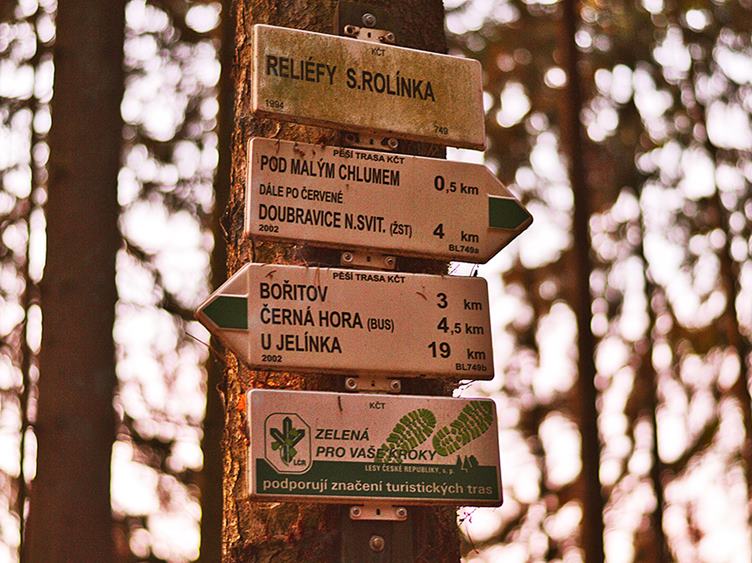 KČT
RELIÉFY S.ROLÍNKA
1994 749
PĚŠÍ TRASA KČT
POD MALÝM CHLUMEM 0,5 km
DÁLE PO ČERVENÉ
DOUBRAVICE N.SVIT. (ŽST) 4 km
2002 BL749a
PĚŠÍ TRASA KČT
BOŘITOV 3 km
ČERNÁ HORA (BUS) 4,5 km
U JELÍNKA 19 km
2002 BL749b
KČT
ZELENÁ
PRO VAŠE KROKY
LČR
LESY ČESKÉ REPUBLIKY, s. p.
podporují značení turistických tras